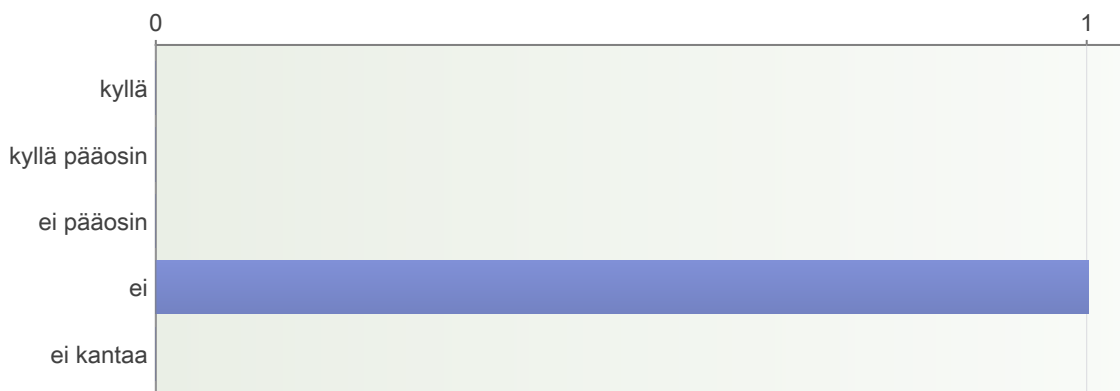 0 1
kyllä
kyllä pääosin
ei pääosin
ei
ei kantaa